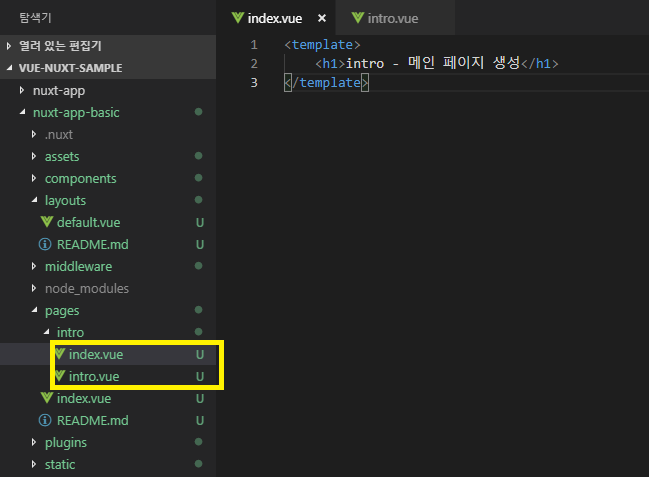 탐색기
열려 있는 편집기
VUE-NUXT-SAMPLE
nuxt-app
nuxt-app-basic
.nuxt
assets
components
layouts
default.vue U
README.md U
middleware
node_modules
pages
intro
index.vue U
intro.vue U
index.vue U
README.md U
plugins
static
index.vue × intro.vue
1 <template>
2 <h1>intro - 메인 페이지 생성</h1>
3 </template>